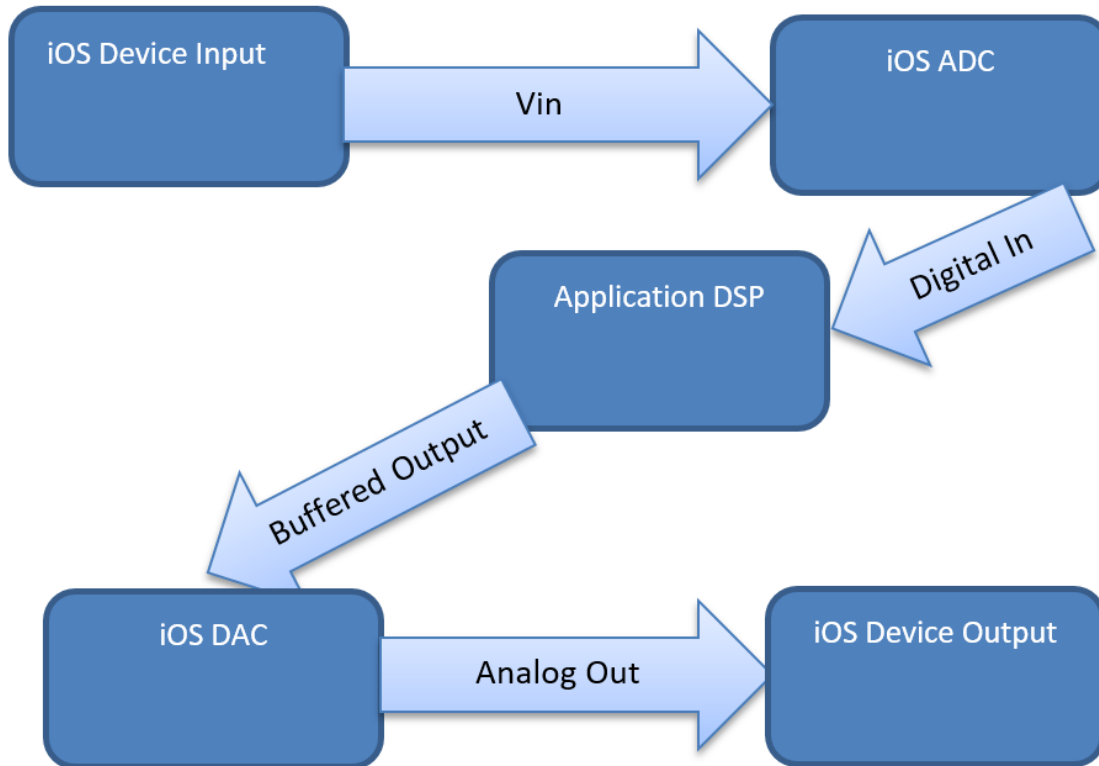 iOS Device Input
Vin
iOS ADC
Digital In
Application DSP
Buffered Output
iOS DAC
Analog Out
iOS Device Output